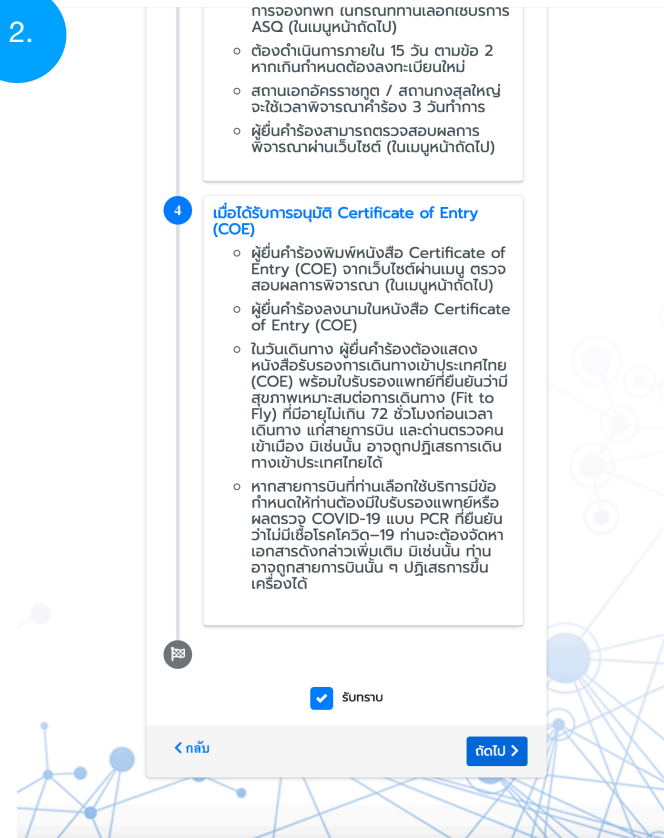 2.
การจองที่พัก ในกรณีที่ท่านเลือกใช้บริการ
ASQ (ในเมนูหน้าถัดไป)
ต้องดำเนินการภายใน 15 วัน ตามข้อ 2
หากเกินกำหนดต้องลงทะเบียนใหม่
สถานเอกอัครราชทูต / สถานกงสุลใหญ่
จะใช้เวลาพิจารณาคำร้อง 3 วันทำการ
ผู้ยื่นคำร้องสามารถตรวจสอบผลการ
พิจารณาผ่านเว็บไซต์ (ในเมนูหน้าถัดไป)
4
เมื่อได้รับการอนุมัติ Certificate of Entry
(COE)
ผู้ยื่นคำร้องพิมพ์หนังสือ Certificate of
Entry (COE) จากเว็บไซต์ผ่านเมนู ตรวจ
สอบผลการพิจารณา (ในเมนูหน้าถัดไป)
ผู้ยื่นคำร้องลงนามในหนังสือ Certificate
of Entry (COE)
ในวันเดินทาง ผู้ยื่นคำร้องต้องแสดง
หนังสือรับรองการเดินทางเข้าประเทศไทย
(COE) พร้อมใบรับรองแพทย์ที่ยืนยันว่ามี
สุขภาพเหมาะสมต่อการเดินทาง (Fit to
Fly) ที่มีอายุไม่เกิน 72 ชั่วโมงก่อนเวลา
เดินทาง แก่สายการบิน และด่านตรวจคน
เข้าเมือง มิเช่นนั้น อาจถูกปฏิเสธการเดิน
ทางเข้าประเทศไทยได้
หากสายการบินที่ท่านเลือกใช้บริการมีข้อ
กำหนดให้ท่านต้องมีใบรับรองแพทย์หรือ
ผลตรวจ COVID-19 แบบ PCR ที่ยืนยัน
ว่าไม่มีเชื้อโรคโควิด–19 ท่านจะต้องจัดหา
เอกสารดังกล่าวเพิ่มเติม มิเช่นนั้น ท่าน
อาจถูกสายการบินนั้น ๆ ปฏิเสธการขึ้น
เครื่องได้
รับทราบ
กลับ
ถัดไป